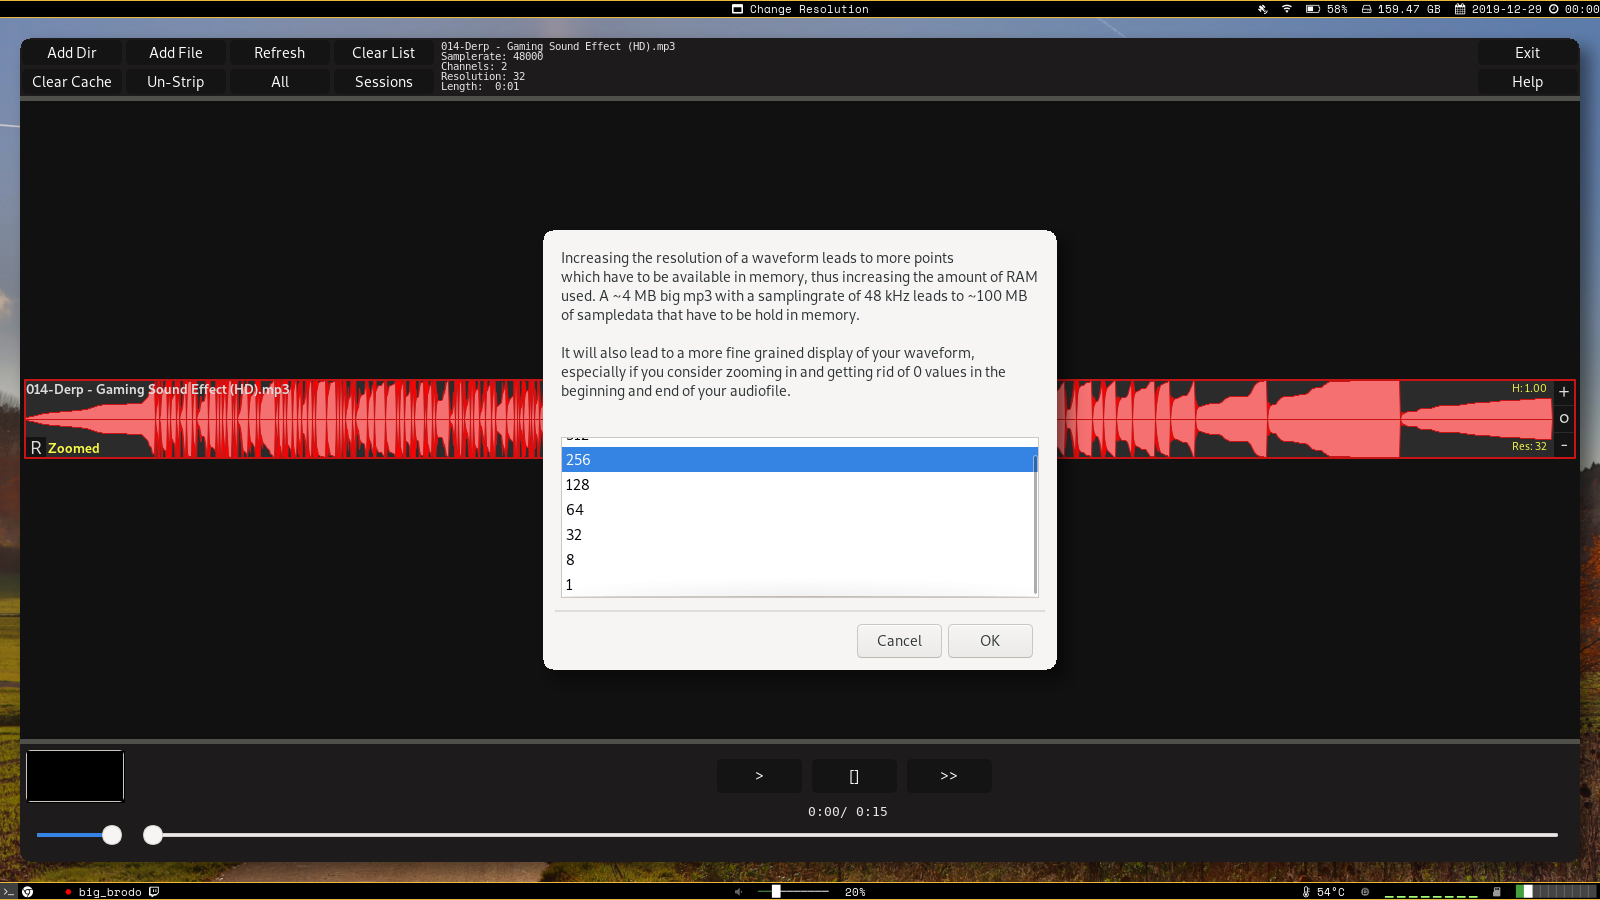 Change Resolution
58%
159.47 GB
2019-12-29
00:00
Add Dir
Add File
Refresh
Clear List
Clear Cache
Un-Strip
All
Sessions
014-Derp - Gaming Sound Effect (HD).mp3
Samplerate: 48000
Channels: 2
Resolution: 32
Length:  0:01
Exit
Help
Increasing the resolution of a waveform leads to more points
which have to be available in memory, thus increasing the amount of RAM
used. A ~4 MB big mp3 with a samplingrate of 48 kHz leads to ~100 MB
of sampledata that have to be hold in memory.
It will also lead to a more fine grained display of your waveform,
especially if you consider zooming in and getting rid of 0 values in the
beginning and end of your audiofile.
014-Derp - Gaming Sound Effect (HD).mp3
R Zoomed
H:1.00
Res: 32
+
O
-
256
128
64
32
8
1
Cancel
OK
>
[]
>>
0:00/ 0:15
big_brodo
20%
54°C